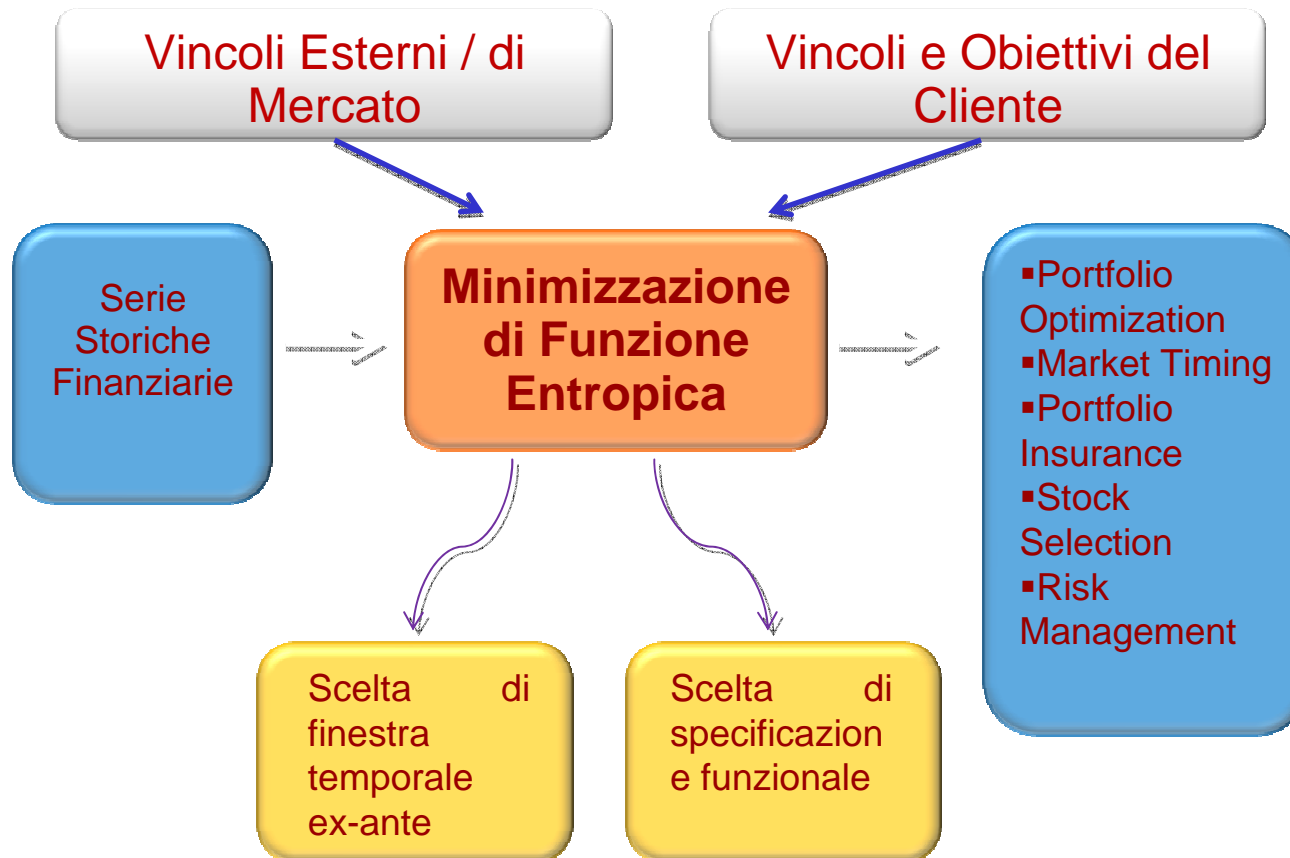 Vincoli Esterni / di
Mercato
Vincoli e Obiettivi del
Cliente
Serie
Storiche
Finanziarie
Minimizzazione
di Funzione
Entropica
▪Portfolio
Optimization
▪Market Timing
▪Portfolio
Insurance
▪Stock
Selection
▪Risk
Management
Scelta di
finestra
temporale
ex-ante
Scelta di
specificazion
e funzionale